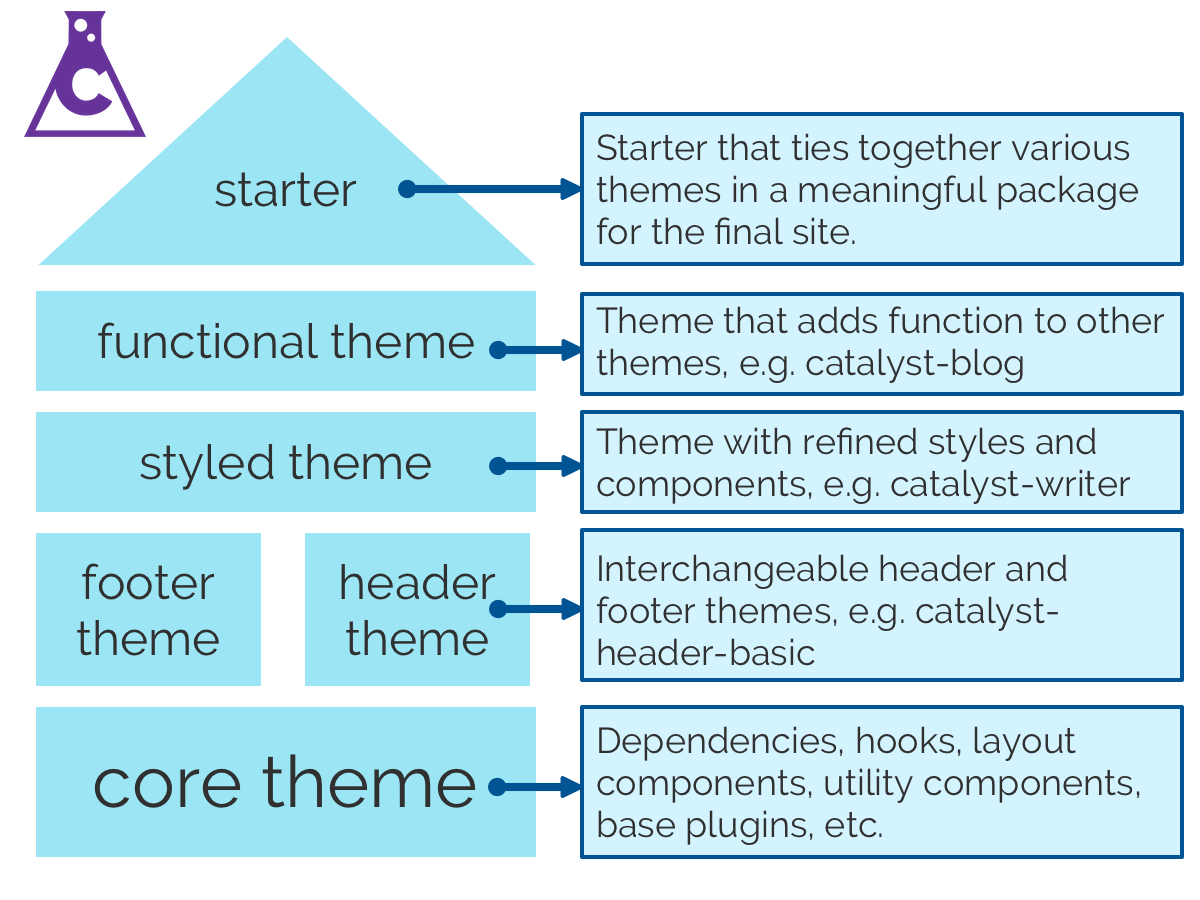 C
starter
Starter that ties together various
themes in a meaningful package
for the final site.
functional theme
Theme that adds function to other
themes, e.g. catalyst-blog
styled theme
Theme with refined styles and
components, e.g. catalyst-writer
footer
theme
header
theme
Interchangeable header and
footer themes, e.g. catalyst-
header-basic
core theme
Dependencies, hooks, layout
components, utility components,
base plugins, etc.